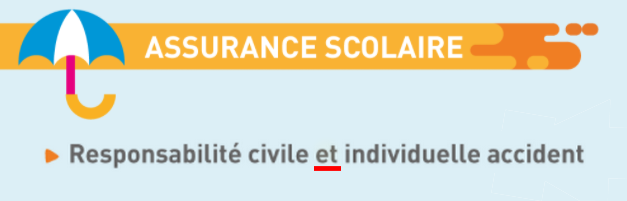 ASSURANCE SCOLAIRE
Responsabilité civile et individuelle accident